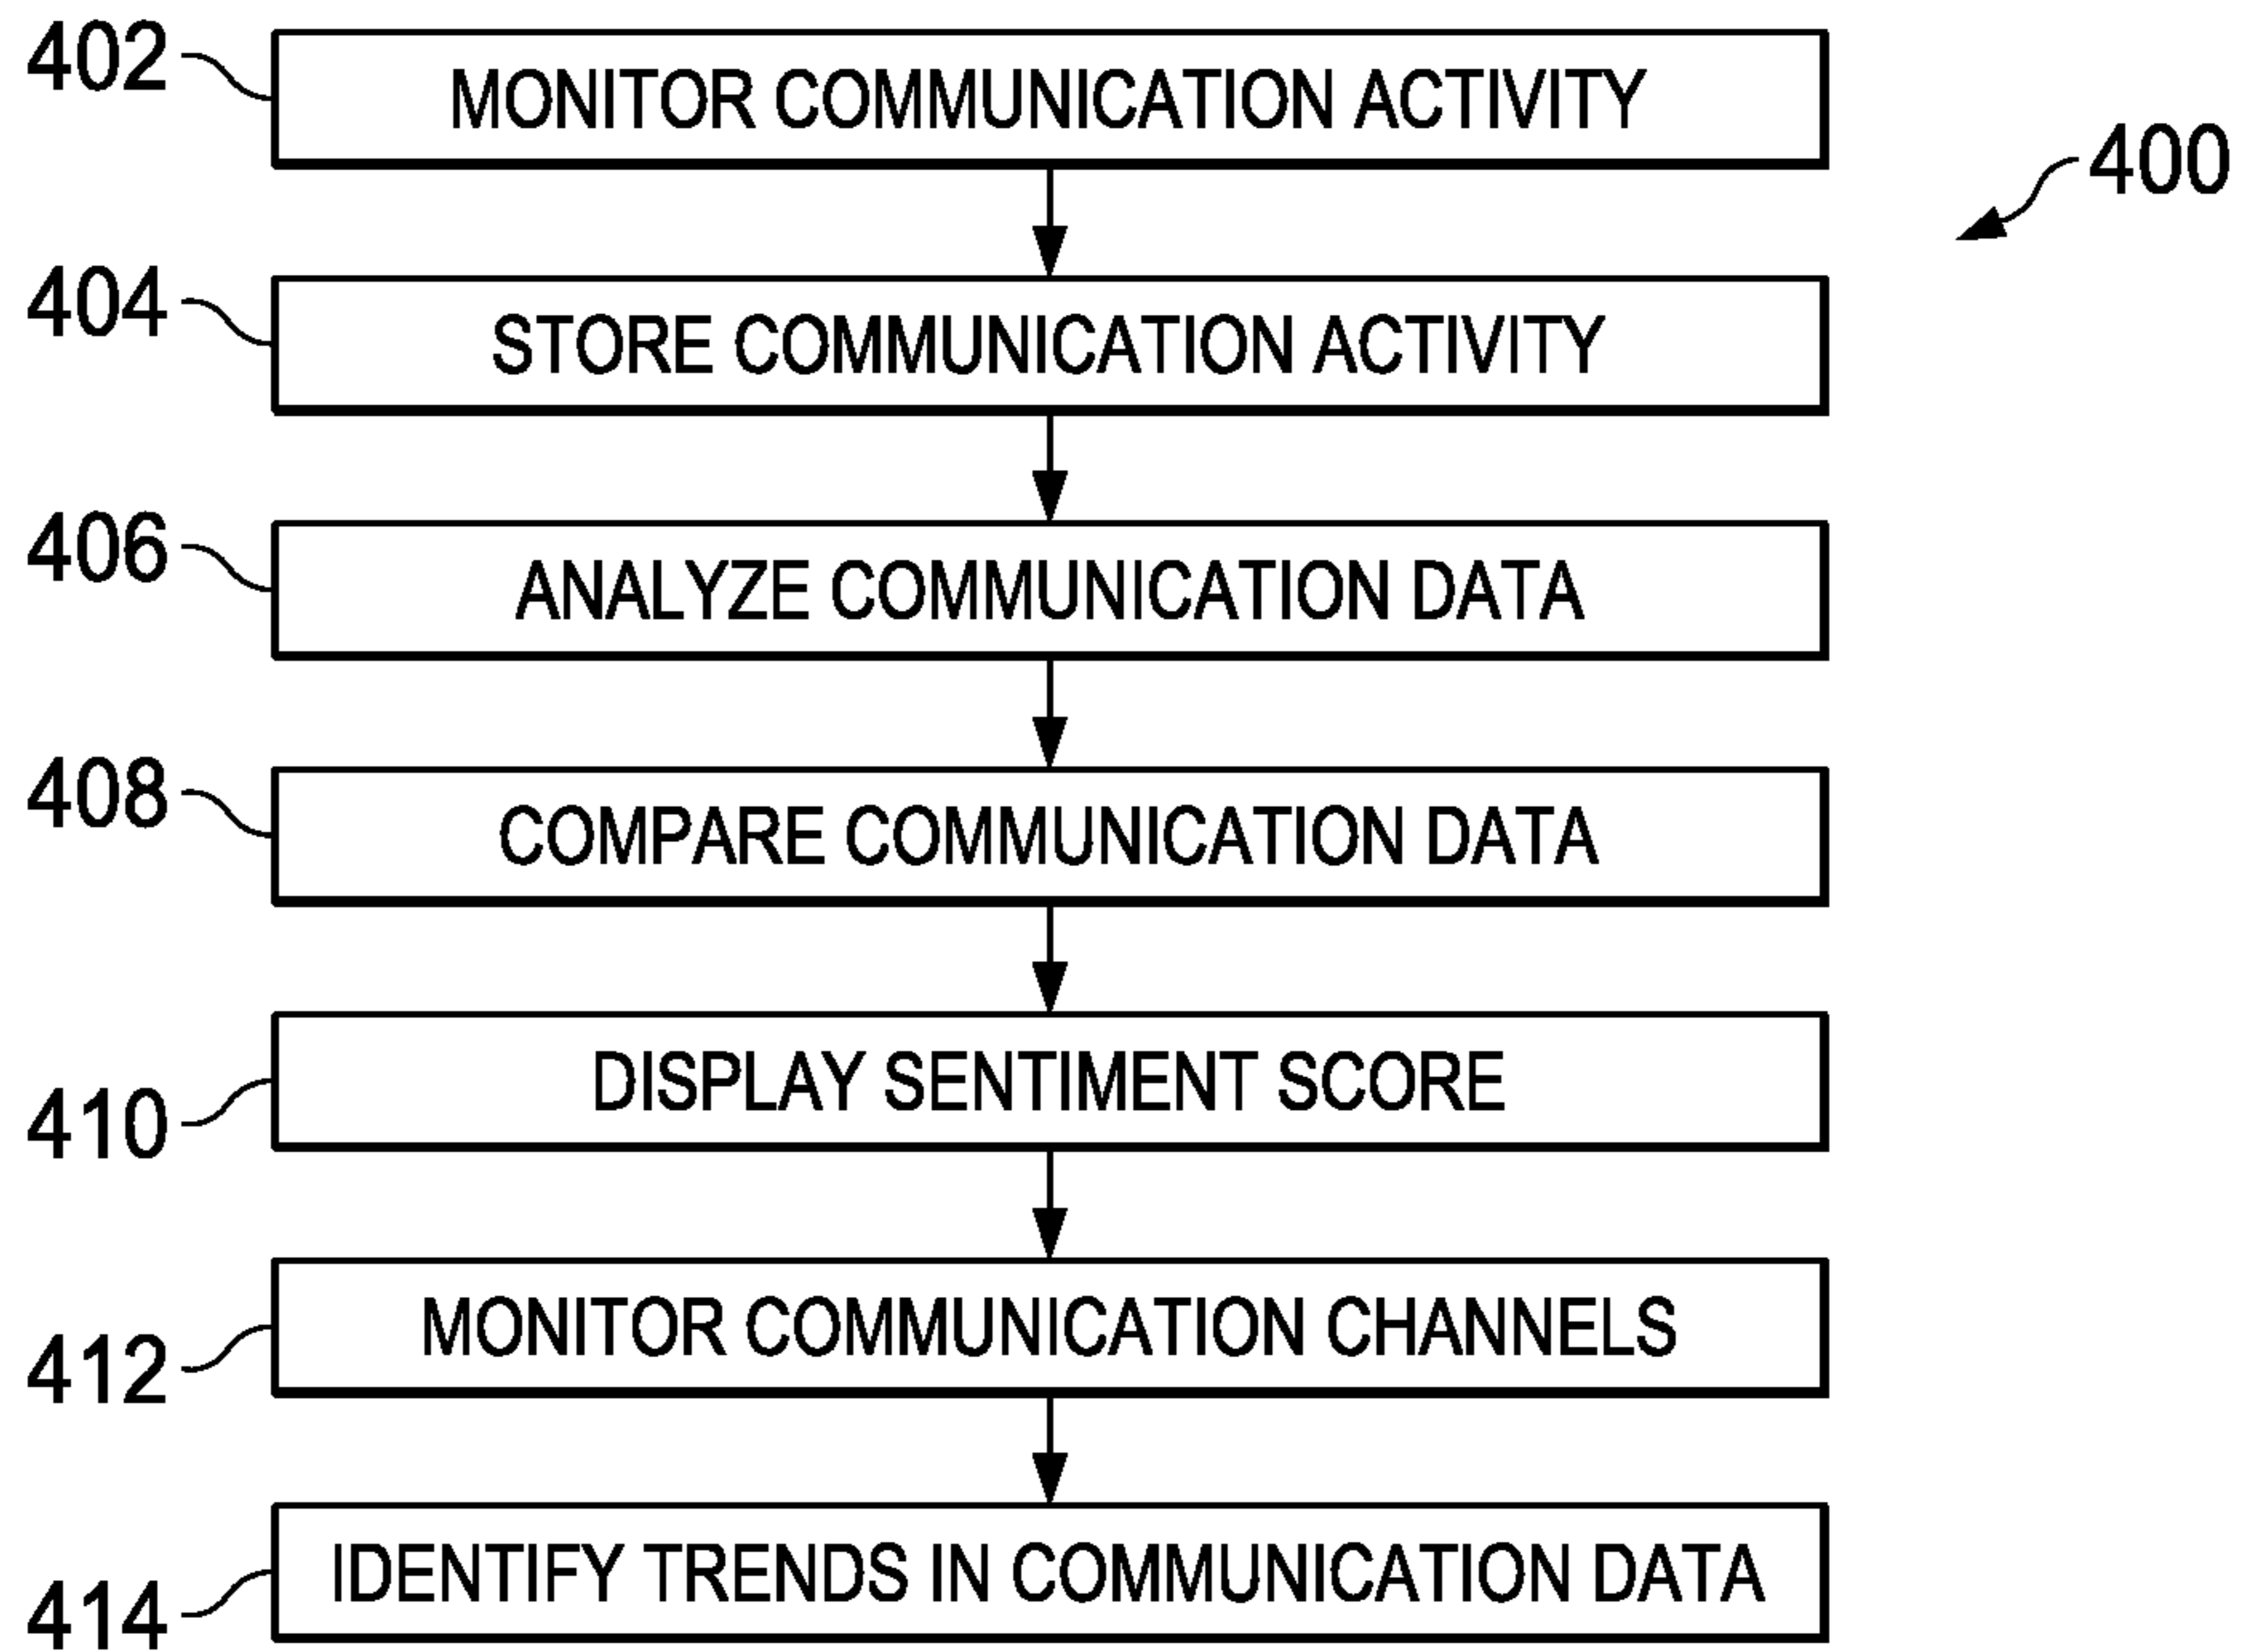 402
MONITOR COMMUNICATION ACTIVITY
400
404
STORE COMMUNICATION ACTIVITY
406
ANALYZE COMMUNICATION DATA
408
COMPARE COMMUNICATION DATA
410
DISPLAY SENTIMENT SCORE
412
MONITOR COMMUNICATION CHANNELS
414
IDENTIFY TRENDS IN COMMUNICATION DATA